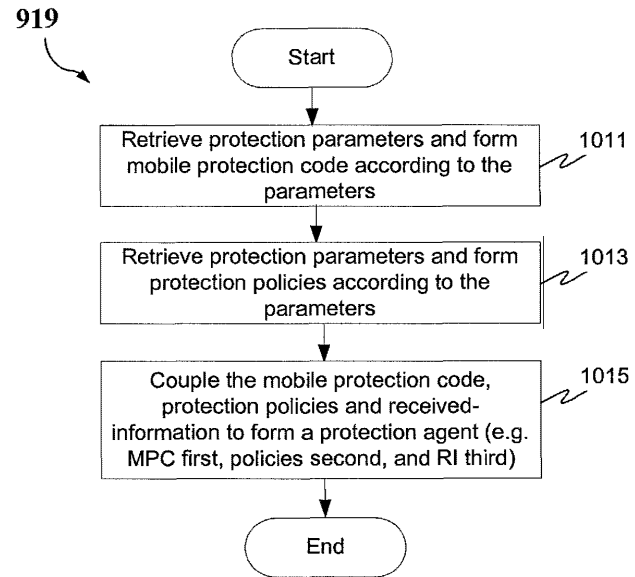 919
Start
Retrieve protection parameters and form
mobile protection code according to the
parameters
1011
Retrieve protection parameters and form
protection policies according to the
parameters
1013
Couple the mobile protection code,
protection policies and received-
information to form a protection agent (e.g.
MPC first, policies second, and RI third)
1015
End